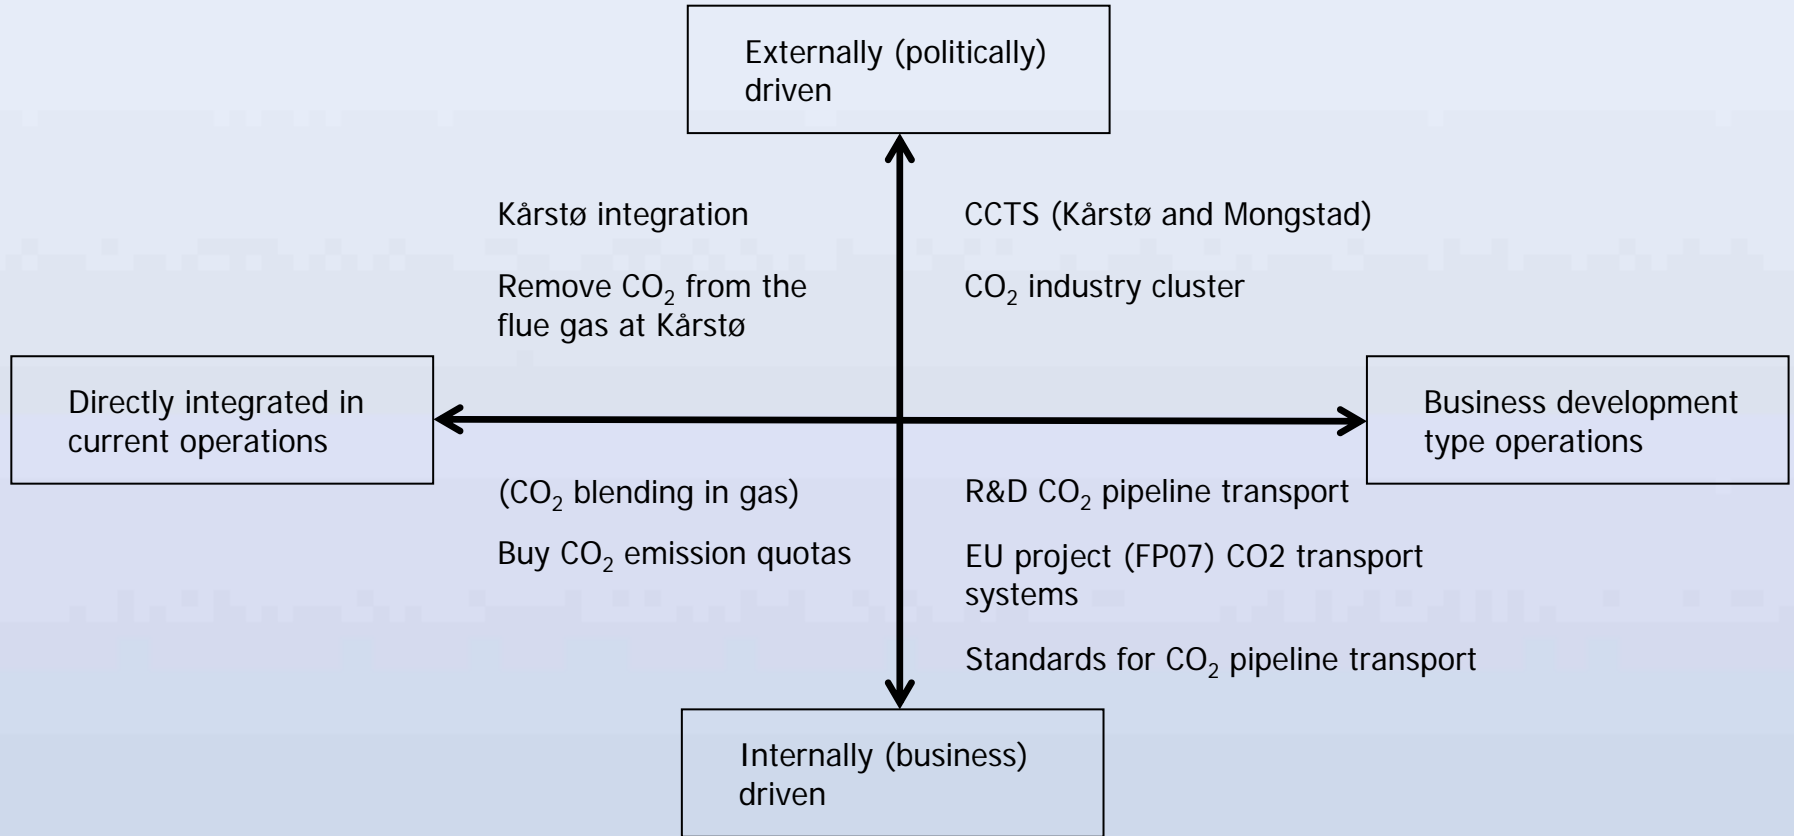 Externally (politically)
driven
Kårstø integration
CCTS (Kårstø and Mongstad)
Remove CO₂ from the
flue gas at Kårstø
CO₂ industry cluster
Directly integrated in
current operations
Business development
type operations
(CO₂ blending in gas)
Buy CO₂ emission quotas
R&D CO₂ pipeline transport
EU project (FP07) CO2 transport
systems
Standards for CO₂ pipeline transport
Internally (business)
driven